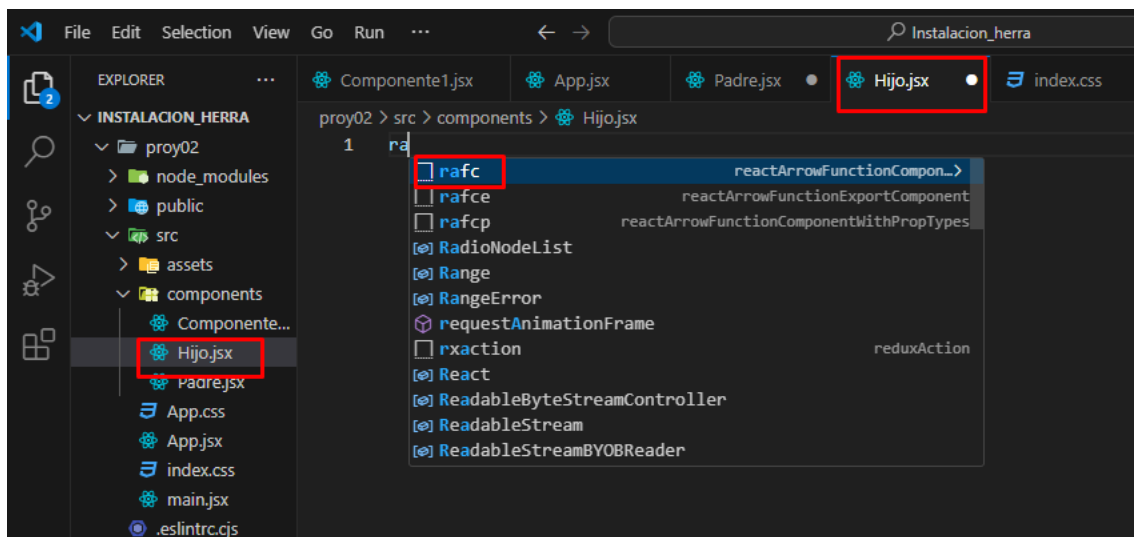 File Edit Selection View Go Run ··· ← → Instalacion_herra
EXPLORER ··· Componente1.jsx App.jsx Padre.jsx Hijo.jsx index.css
INSTALACION_HERRA
proy02 > src > components > Hijo.jsx
proy02
1 ra
node_modules
rafc reactArrowFunctionCompon…>
public
rafce reactArrowFunctionExportComponent
src
rafcp reactArrowFunctionComponentWithPropTypes
assets
RadioNodeList
components
Range
RangeError
Componente...
requestAnimationFrame
Hijo.jsx
rxaction reduxAction
Padre.jsx
React
App.css
ReadableByteStreamController
App.jsx
ReadableStream
index.css
ReadableStreamBYOBReader
main.jsx
.eslintrc.cjs
2